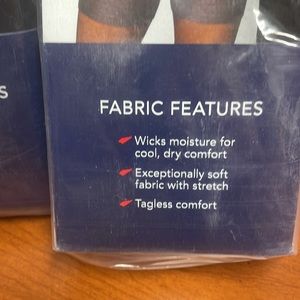 S
FABRIC FEATURES
Wicks moisture for
cool, dry comfort
Exceptionally soft
fabric with stretch
Tagless comfort